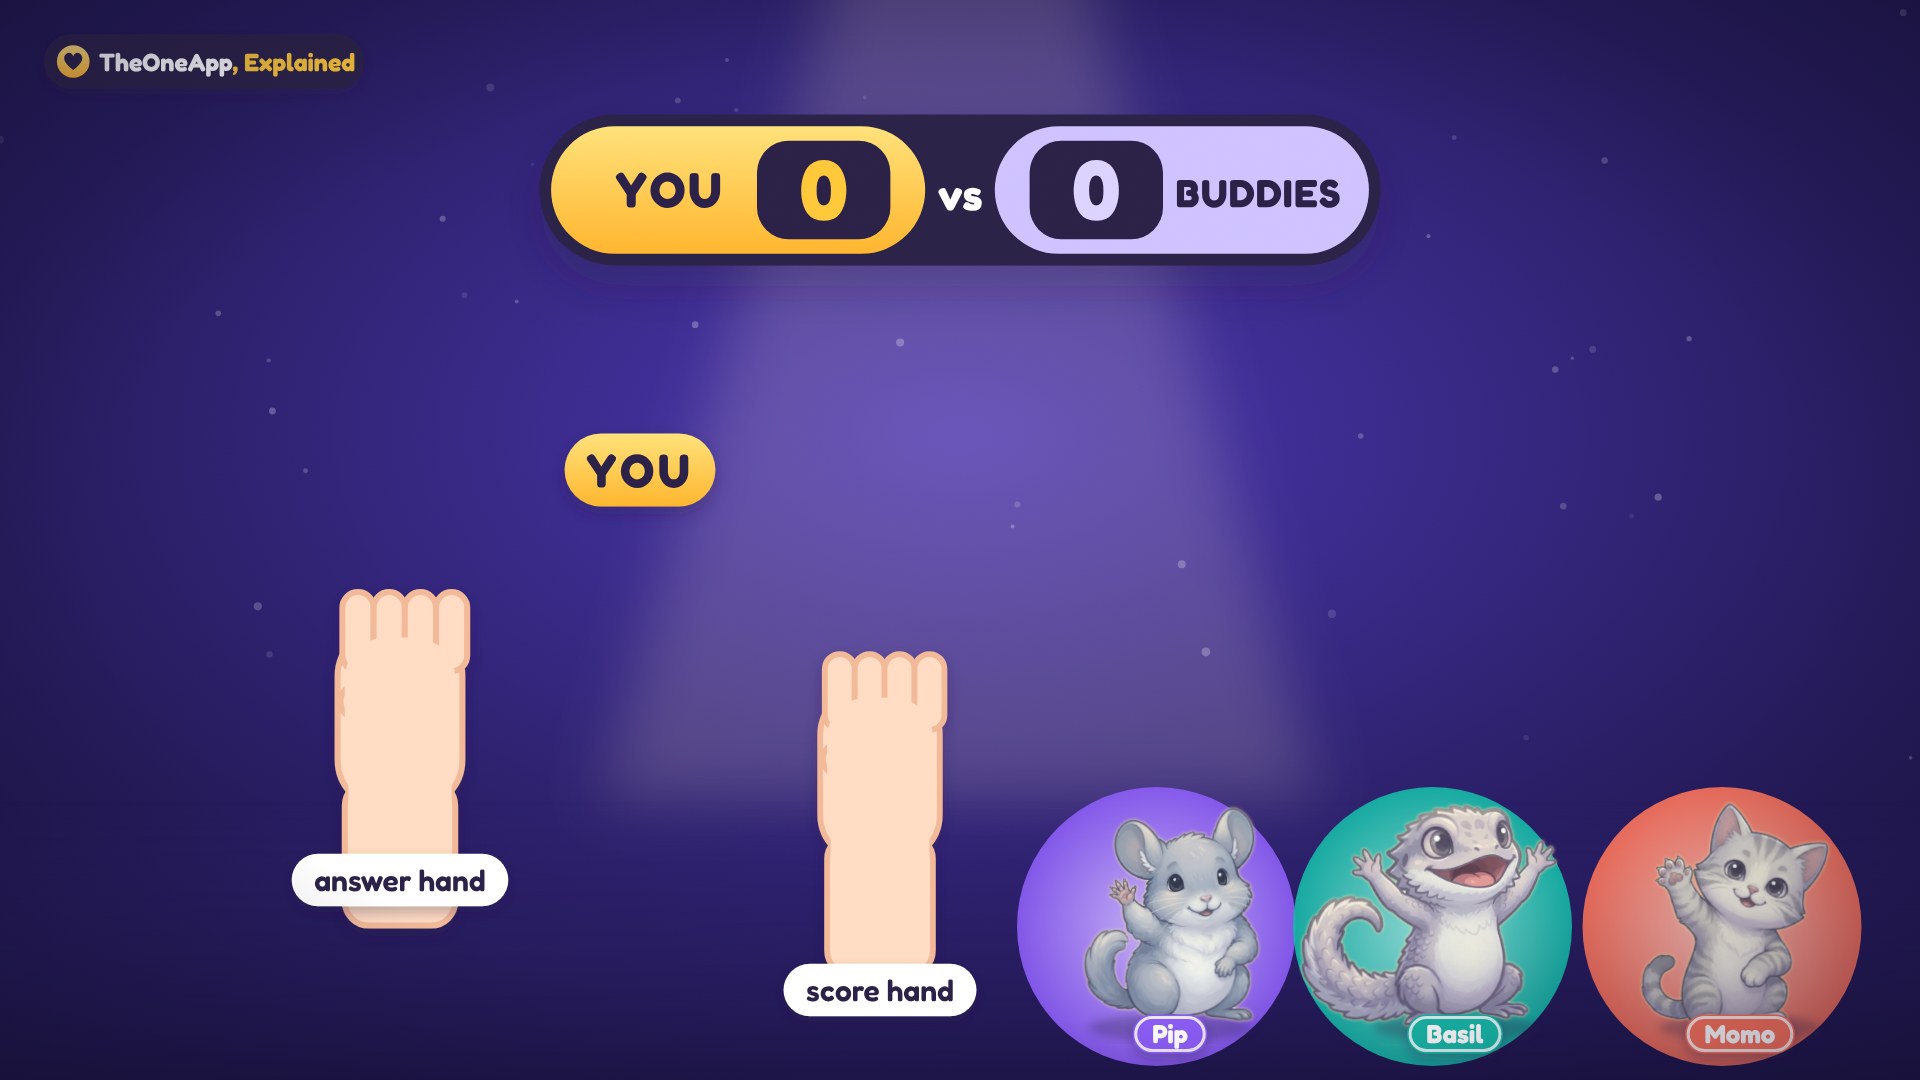 TheOneApp, Explained
YOU 0 vs 0 BUDDIES
YOU
answer hand
score hand
Pip
Basil
Momo